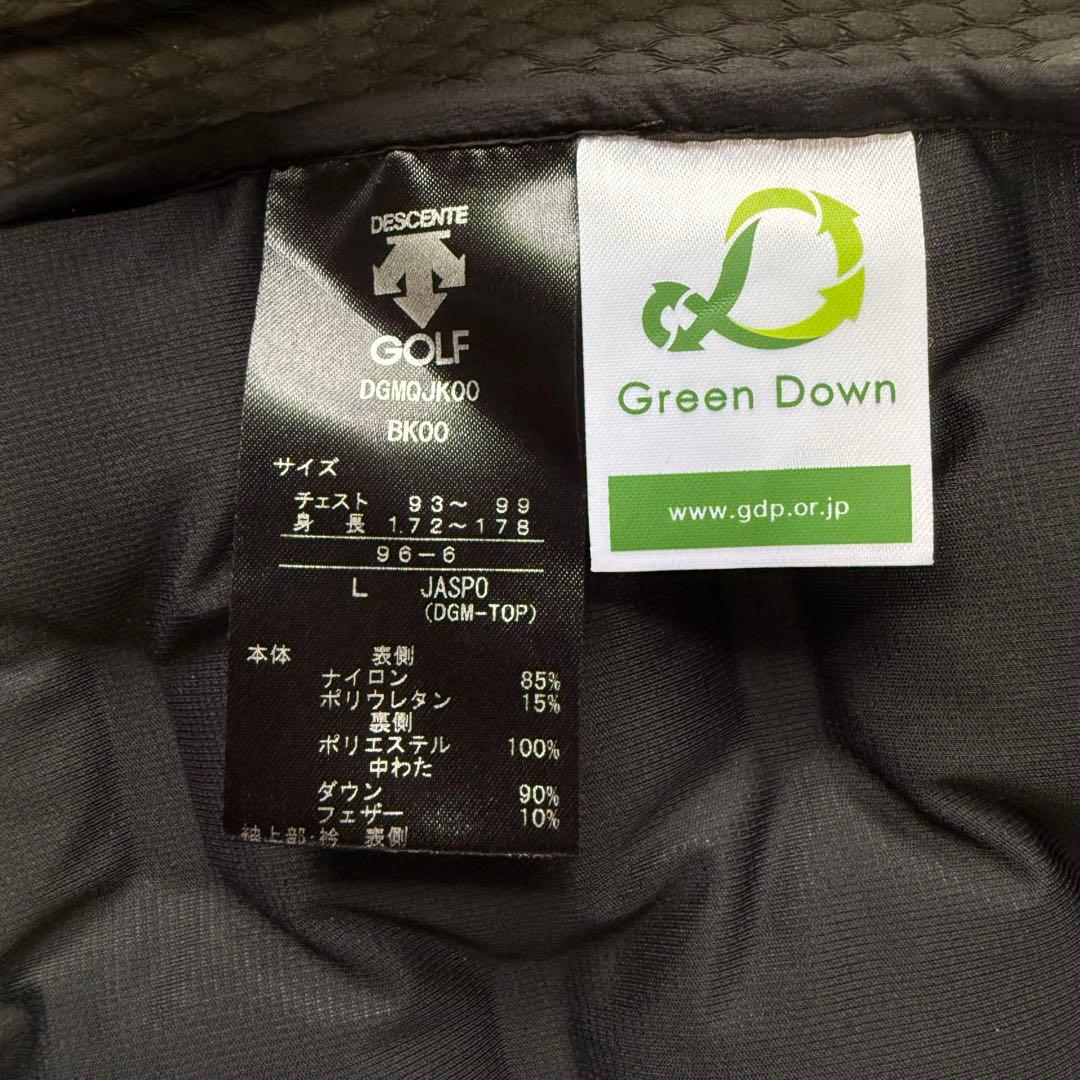 DESCENTE
GOLF
DGMQJK00
BK00
サイズ
チェスト 93～ 99
身 長 172～178
96-6
L JASPO
(DGM-TOP)
本体 表側
ナイロン 85%
ポリウレタン 15%
裏側
ポリエステル 100%
中わた
ダウン 90%
フェザー 10%
袖上部・衿 表側
Green Down
www.gdp.or.jp